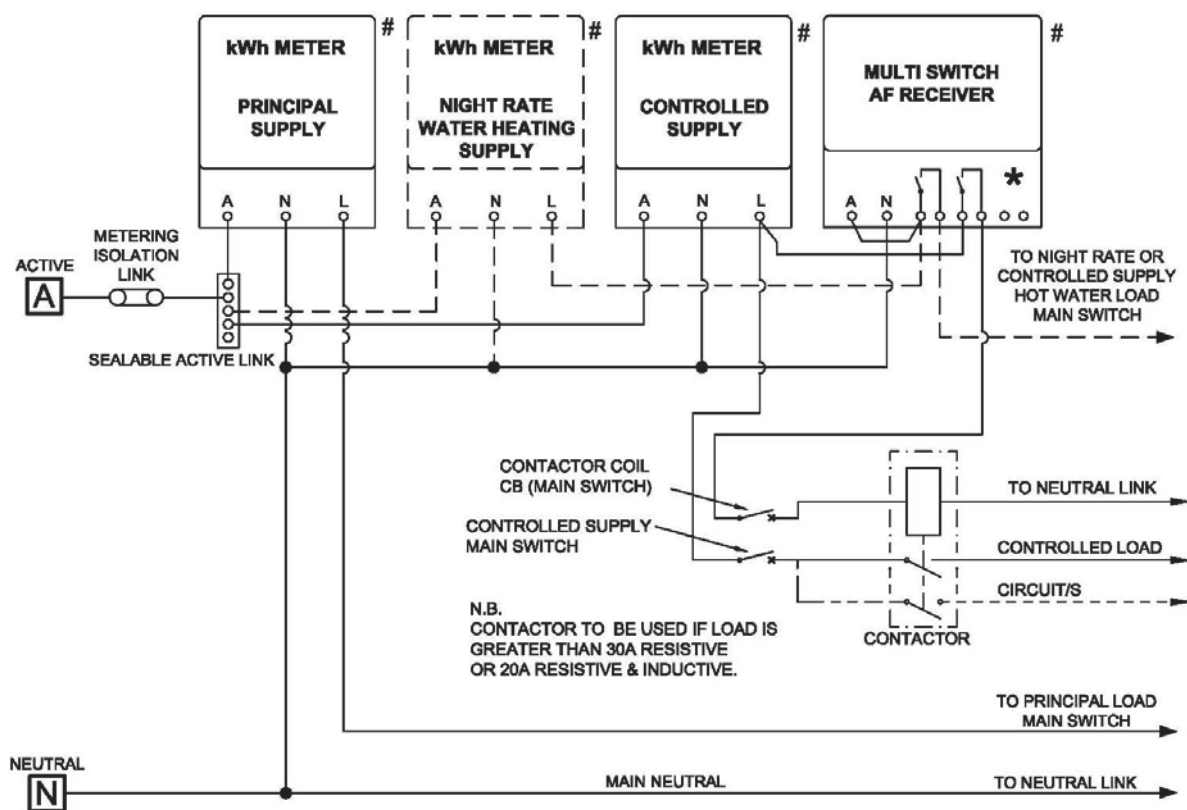 #
#
#
#
kWh METER
PRINCIPAL
SUPPLY
kWh METER
NIGHT RATE
WATER HEATING
SUPPLY
kWh METER
CONTROLLED
SUPPLY
MULTI SWITCH
AF RECEIVER
A N L
A N L
A N L
A N
*
METERING
ISOLATION
LINK
ACTIVE
A
SEALABLE ACTIVE LINK
TO NIGHT RATE OR
CONTROLLED SUPPLY
HOT WATER LOAD
MAIN SWITCH
CONTACTOR COIL
CB (MAIN SWITCH)
CONTROLLED SUPPLY
MAIN SWITCH
TO NEUTRAL LINK
CONTROLLED LOAD
CIRCUIT/S
CONTACTOR
N.B.
CONTACTOR TO BE USED IF LOAD IS
GREATER THAN 30A RESISTIVE
OR 20A RESISTIVE & INDUCTIVE.
TO PRINCIPAL LOAD
MAIN SWITCH
NEUTRAL
N
MAIN NEUTRAL
TO NEUTRAL LINK